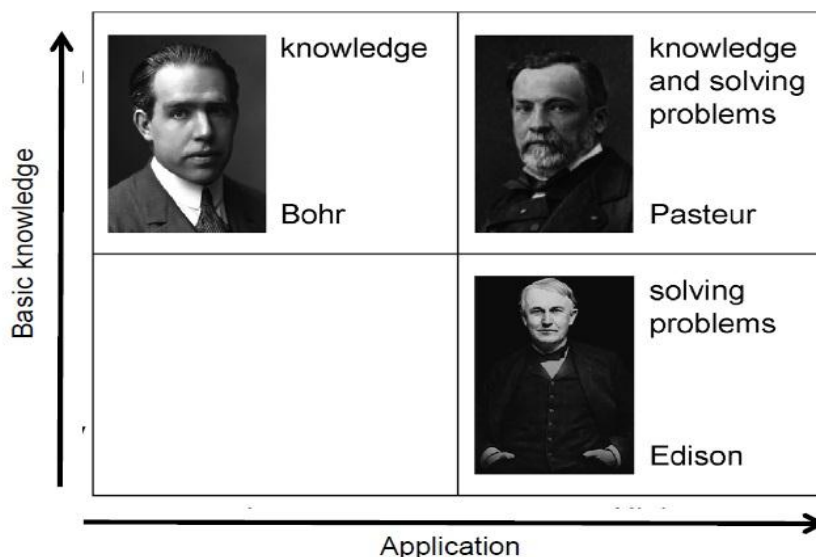 knowledge
Bohr
knowledge
and solving
problems
Pasteur
solving
problems
Edison
Basic knowledge
Application